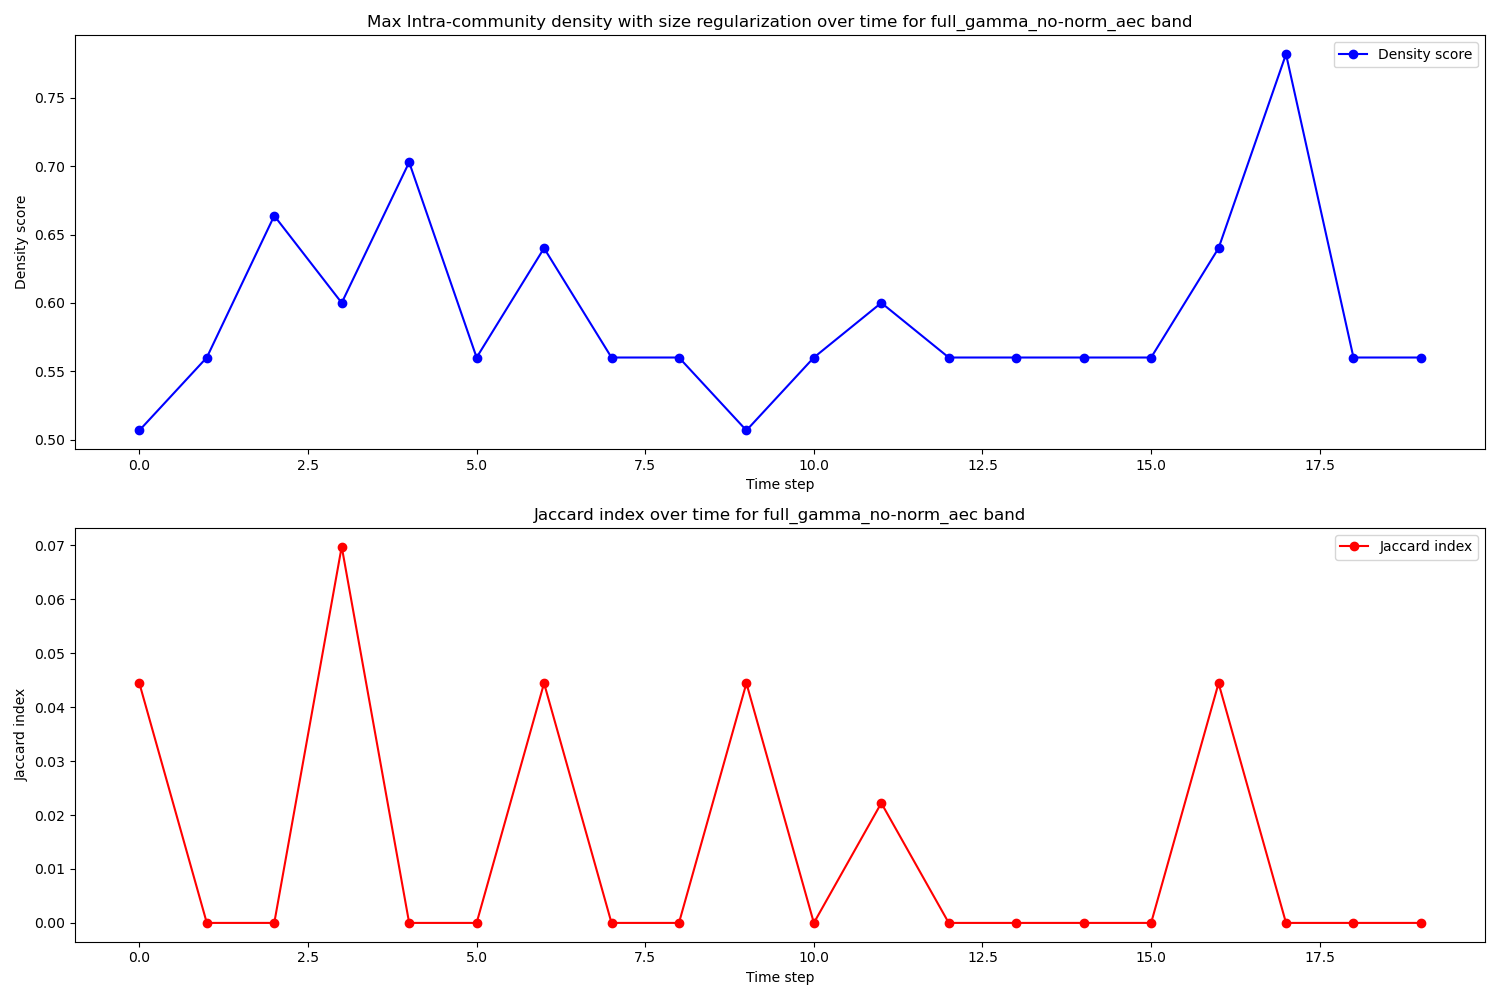 Max Intra-community density with size regularization over time for full_gamma_no-norm_aec band
Density score
0.75
0.70
0.65
0.60
0.55
0.50
Density score
0.0 2.5 5.0 7.5 10.0 12.5 15.0 17.5
Time step
Jaccard index over time for full_gamma_no-norm_aec band
Jaccard index
0.07
0.06
0.05
0.04
0.03
0.02
0.01
0.00
Jaccard index
0.0 2.5 5.0 7.5 10.0 12.5 15.0 17.5
Time step